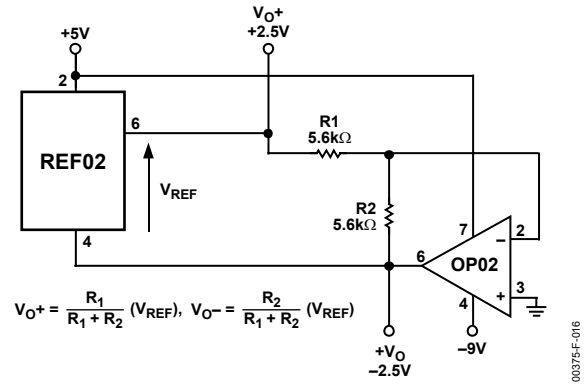 VO+
+2.5V
+5V
2
6
REF02
VREF
4
R1
5.6kΩ
R2
5.6kΩ
7
2
−
6
OP02
3
+
4
−9V
+VO
−2.5V
VO+ = R1 / (R1 + R2) (VREF), VO− = R2 / (R1 + R2) (VREF)
00375-F-016